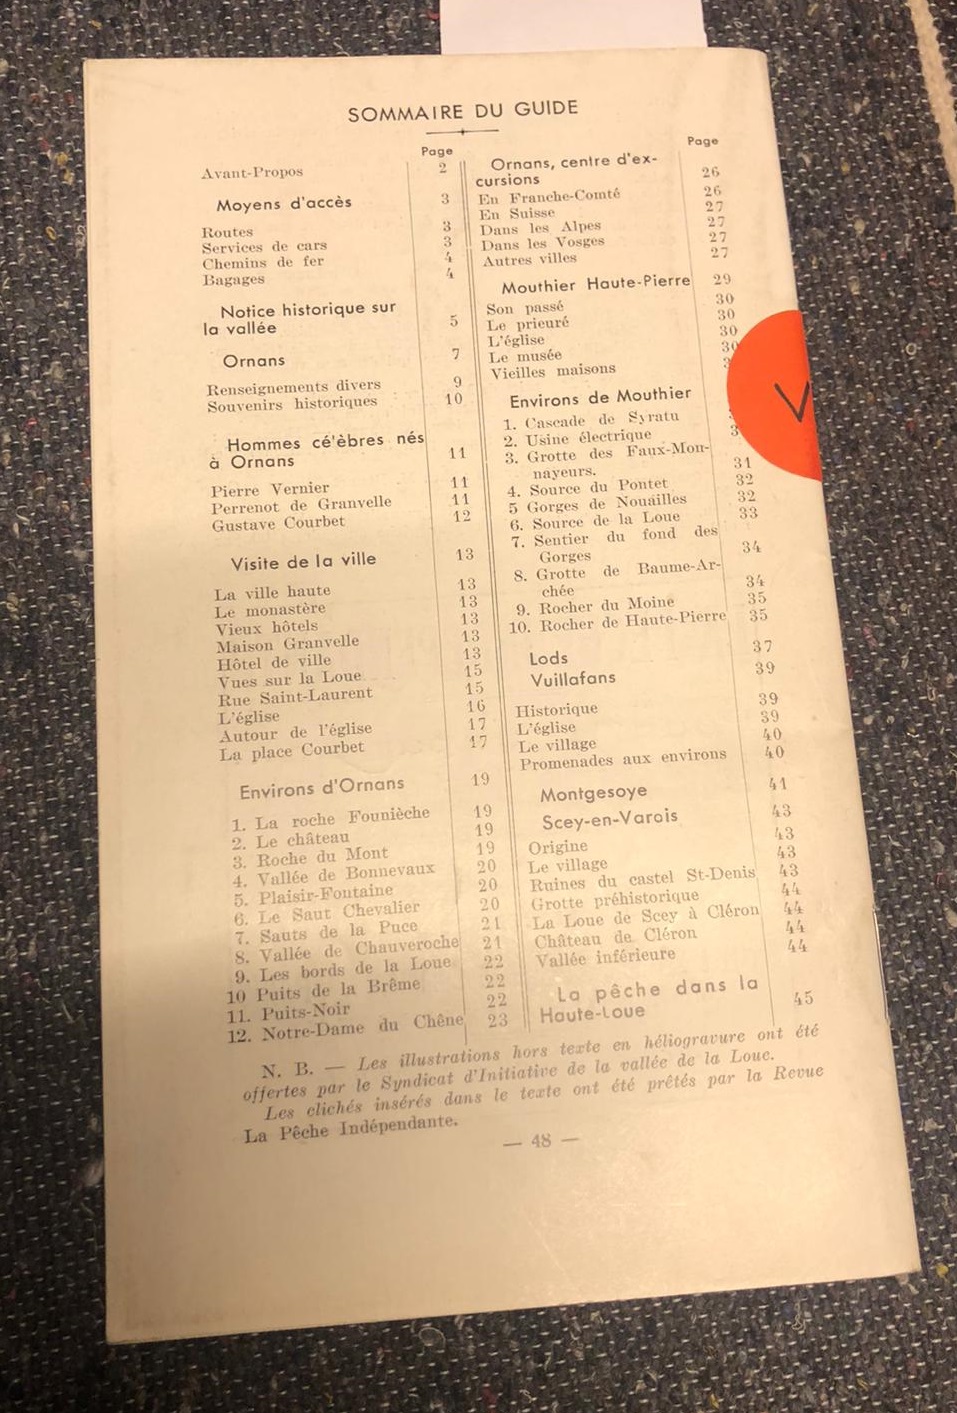 SOMMAIRE DU GUIDE
Page
Avant-Propos 2
Moyens d'accès 3
Routes 3
Services de cars 3
Chemins de fer 4
Bagages 4
Notice historique sur
la vallée 5
Ornans 7
Renseignements divers 9
Souvenirs historiques 10
Hommes cé'èbres nés
à Ornans 11
Pierre Vernier 11
Perrenot de Granvelle 11
Gustave Courbet 12
Visite de la ville 13
La ville haute 13
Le monastère 13
Vieux hôtels 13
Maison Granvelle 13
Hôtel de ville 13
Vues sur la Loue 15
Rue Saint-Laurent 15
L'église 16
Autour de l'église 17
La place Courbet 17
Environs d'Ornans 19
1. La roche Founièche 19
2. Le château 19
3. Roche du Mont 19
4. Vallée de Bonnevaux 20
5. Plaisir-Fontaine 20
6. Le Saut Chevalier 20
7. Sauts de la Puce 21
8. Vallée de Chauveroche 21
9. Les bords de la Loue 22
10 Puits de la Brême 22
11. Puits-Noir 22
12. Notre-Dame du Chêne 23
Page
Ornans, centre d'ex-
cursions 26
En Franche-Comté 26
En Suisse 27
Dans les Alpes 27
Dans les Vosges 27
Autres villes 27
Mouthier Haute-Pierre 29
Son passé 30
Le prieuré 30
L'église 30
Le musée 30
Vieilles maisons
Environs de Mouthier
1. Cascade de Syratu
2. Usine électrique
3. Grotte des Faux-Mon-
nayeurs. 31
4. Source du Pontet 32
5 Gorges de Nouailles 32
6. Source de la Loue 33
7. Sentier du fond des
Gorges 34
8. Grotte de Baume-Ar-
chée 34
9. Rocher du Moine 35
10. Rocher de Haute-Pierre 35
Lods 37
Vuillafans 39
Historique 39
L'église 39
Le village 40
Promenades aux environs 40
Montgesoye 41
Scey-en-Varois 43
Origine 43
Le village 43
Ruines du castel St-Denis 43
Grotte préhistorique 44
La Loue de Scey à Cléron 44
Château de Cléron 44
Vallée inférieure 44
La pêche dans la
Haute-Loue 45
V
N. B. — Les illustrations hors texte en héliogravure ont été
offertes par le Syndicat d'Initiative de la vallée de la Loue.
Les clichés insérés dans le texte ont été prêtés par la Revue
La Pêche Indépendante.
— 48 —